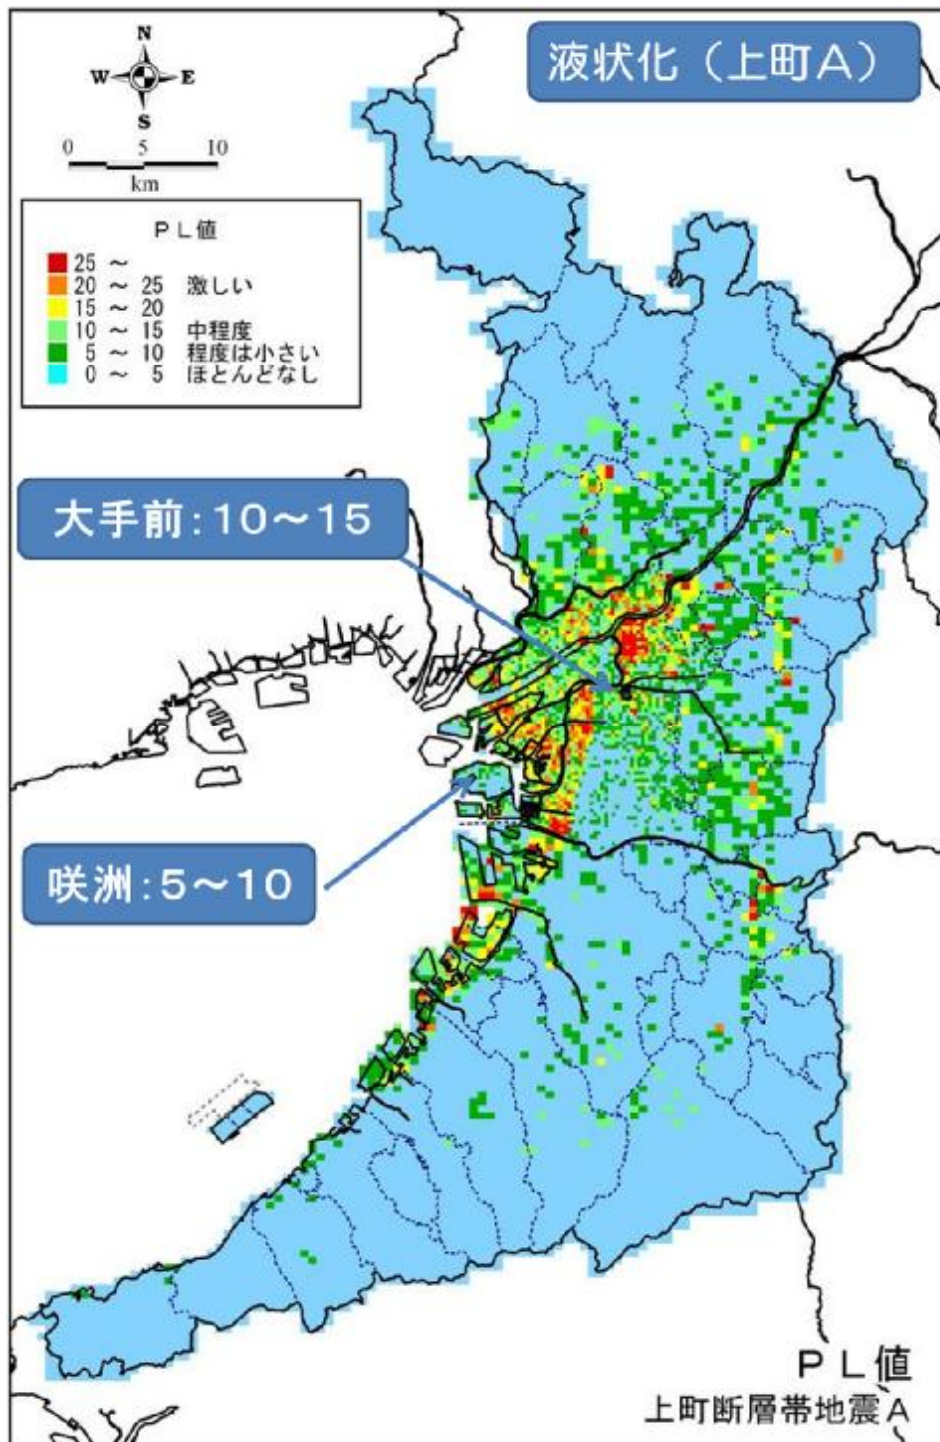 液状化（上町Ａ）
N
W E
S
0 5 10
km
ＰＬ値
25 ～
20 ～ 25 激しい
15 ～ 20
10 ～ 15 中程度
5 ～ 10 程度は小さい
0 ～ 5 ほとんどなし
大手前：１０～１５
咲洲：５～１０
ＰＬ値
上町断層帯地震Ａ